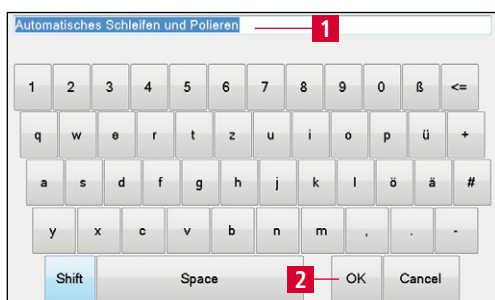 Automatisches Schleifen und Polieren 1
1 2 3 4 5 6 7 8 9 0 ß <=
q w e r t z u i o p ü +
a s d f g h j k l ö ä #
y x c v b n m , . -
Shift Space 2 OK Cancel